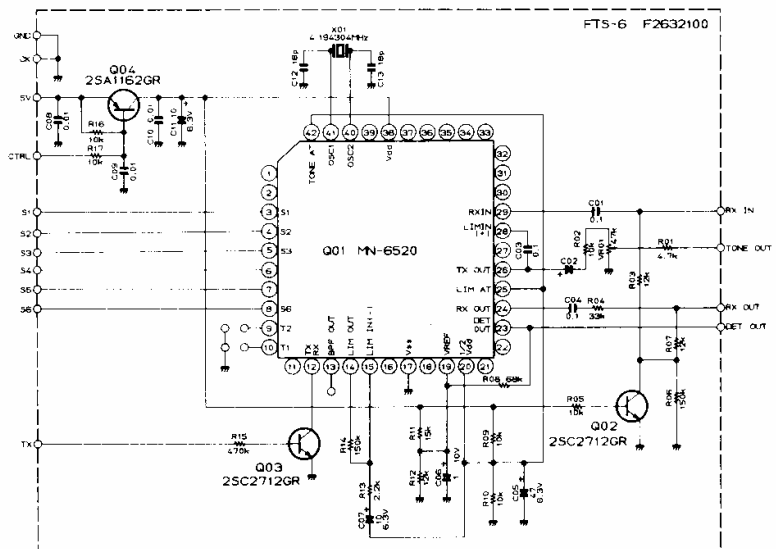 FTS-6 F2632100
GND
5V
CTRL
S1
S2
S3
S4
S5
S6
TX
Q04
2SA1162GR
C08
0.01
R16
10k
R17
10k
C09
0.01
C10 0.01
C11 10
6.3V
X01
4.194304MHz
C12 18p
C13 18p
42 41 40 39 38 37 36 35 34 33
TONE AT
OSC1
OSC2
Vdd
1
2
3 S1
4 S2
5 S3
6
7
8 S6
9 T2
10 T1
Q01 MN-6520
32
31
30
29 RXIN
28 LIMIN (+)
27
26 TX OUT
25 LIM AT
24 RX OUT
23 DET OUT
22
TX RX
BPF OUT
LIM OUT
LIM IN(-)
Vss
VREF
1/2 Vdd
11 12 13 14 15 16 17 18 19 20 21
C01
0.1
C03
0.1
C02
R02
VR01
47k
R01
4.7k
R03
12k
C04
0.1
R04
33k
R07
12k
R06
150k
RX IN
TONE OUT
RX OUT
DET OUT
R08 68k
R05
10k
Q02
2SC2712GR
R15
470k
Q03
2SC2712GR
R14
150k
R13
2.2k
C07
10
6.3V
R11
15k
R12
12k
C06
1
10V
R09
10k
R10
10k
C05
47
6.3V